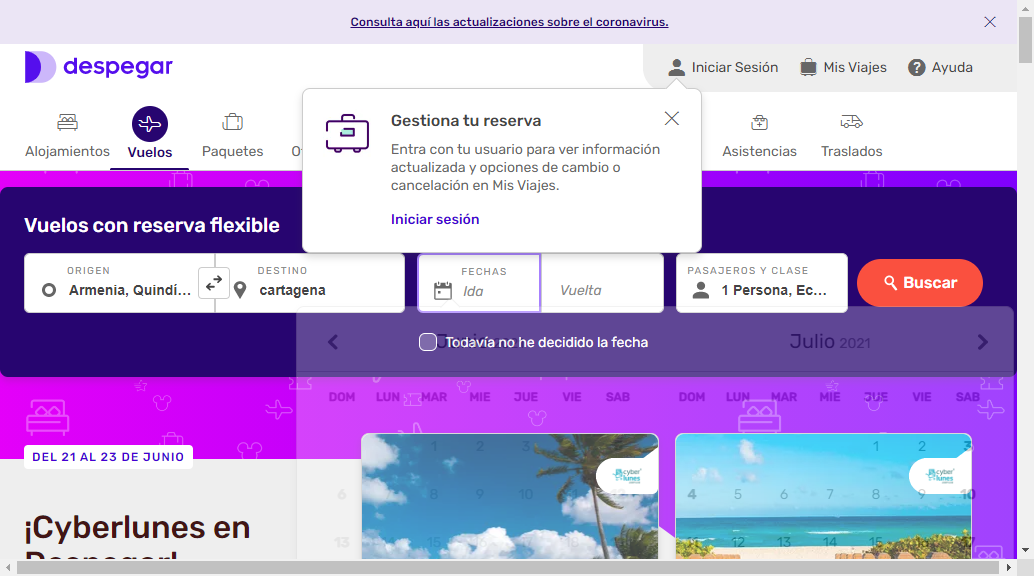 Consulta aquí las actualizaciones sobre el coronavirus.
despegar
Iniciar Sesión
Mis Viajes
Ayuda
Alojamientos
Vuelos
Paquetes
Asistencias
Traslados
Gestiona tu reserva
Entra con tu usuario para ver información
actualizada y opciones de cambio o
cancelación en Mis Viajes.
Iniciar sesión
Vuelos con reserva flexible
ORIGEN
Armenia, Quindí...
DESTINO
cartagena
FECHAS
Ida
Vuelta
PASAJEROS Y CLASE
1 Persona, Ec...
Buscar
Todavía no he decidido la fecha
Julio 2021
DOM LUN MAR MIE JUE VIE SAB
DOM LUN MAR MIE JUE VIE SAB
1 2 3
1 2 3
6 8 9 10
4 5 6 7 8 10
13
11 12 13 14 15 16 17
cyber
lunes
cyber
lunes
DEL 21 AL 23 DE JUNIO
¡Cyberlunes en
Despegar!